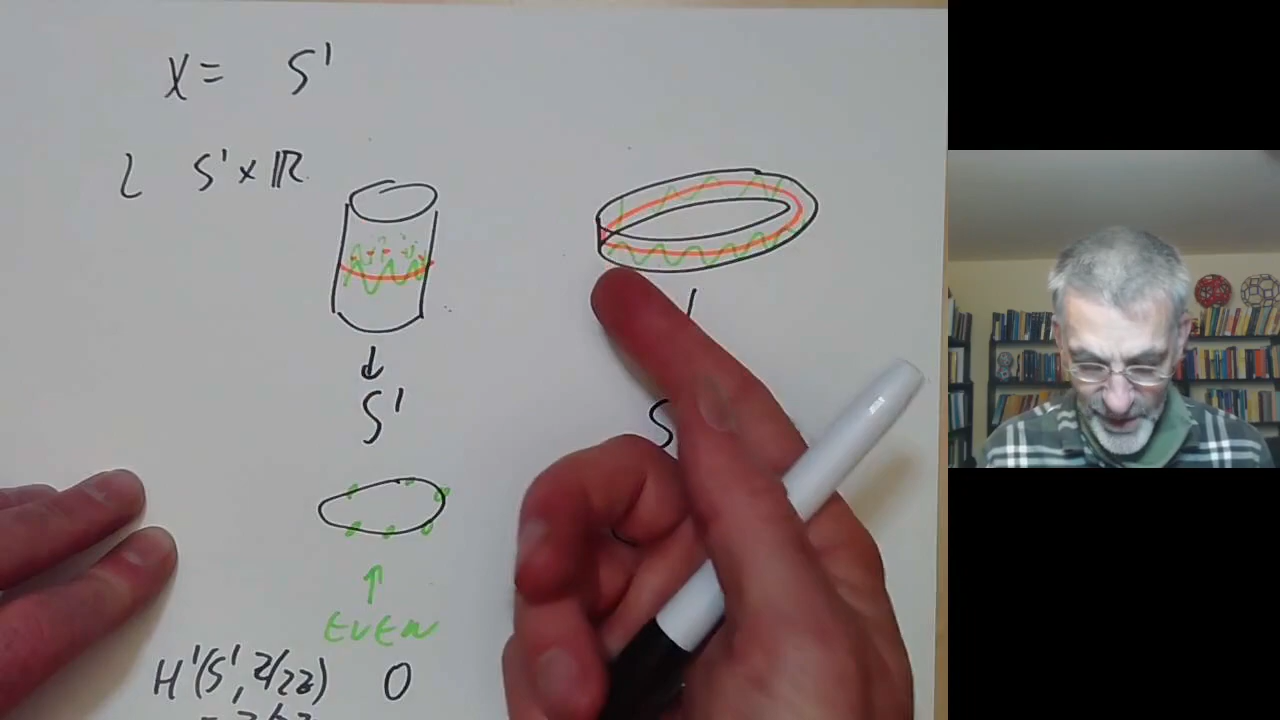 X = S¹
L S¹ × ℝ
S¹
S
EVEN
H¹(S¹, ℤ/2ℤ) 0